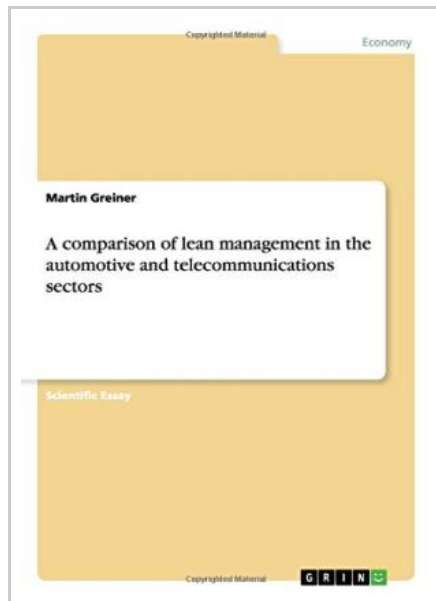 Copyrighted Material
Economy
Martin Greiner
A comparison of lean management in the
automotive and telecommunications
sectors
Scientific Essay
Copyrighted Material
GRIN